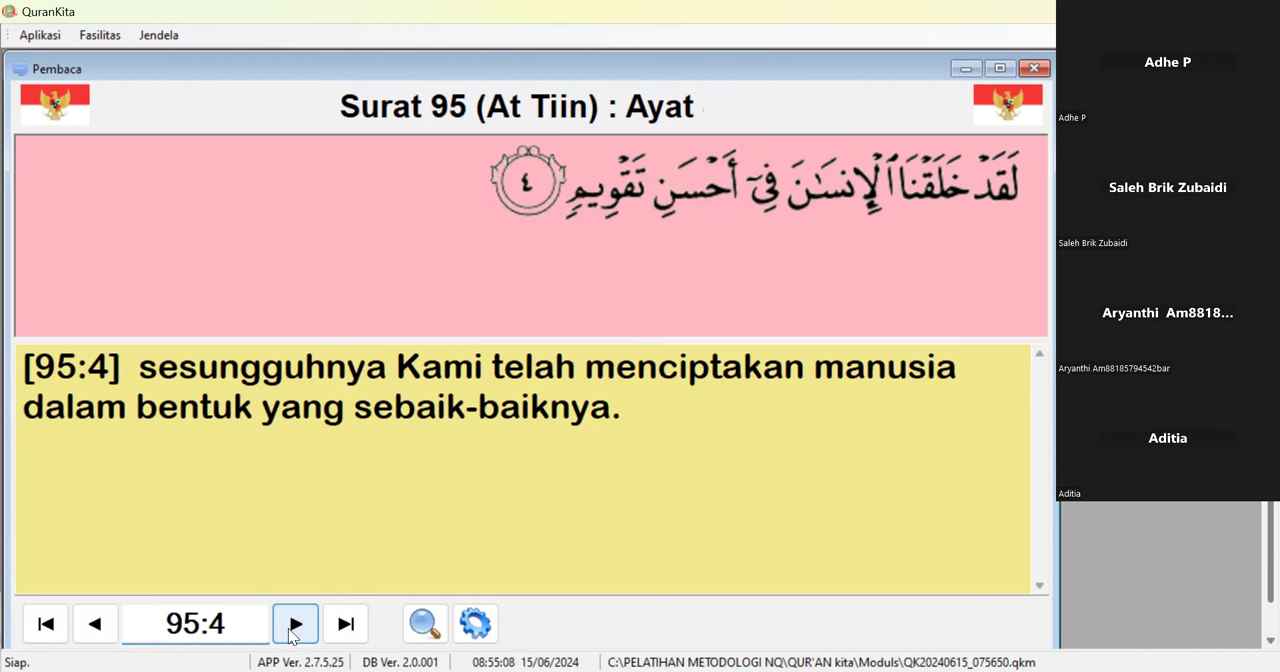 QuranKita
Aplikasi Fasilitas Jendela
Pembaca
Surat 95 (At Tiin) : Ayat
لَقَدْ خَلَقْنَا ٱلْإِنسَـٰنَ فِىٓ أَحْسَنِ تَقْوِيمٍ ٤
[95:4] sesungguhnya Kami telah menciptakan manusia
dalam bentuk yang sebaik-baiknya.
95:4
Siap. APP Ver. 2.7.5.25 DB Ver. 2.0.001 08:55:08 15/06/2024 C:\PELATIHAN METODOLOGI NQ\QUR'AN kita\Moduls\QK20240615_075650.qkm
Adhe P
Adhe P
Saleh Brik Zubaidi
Saleh Brik Zubaidi
Aryanthi Am8818...
Aryanthi Am88185794542bar
Aditia
Aditia